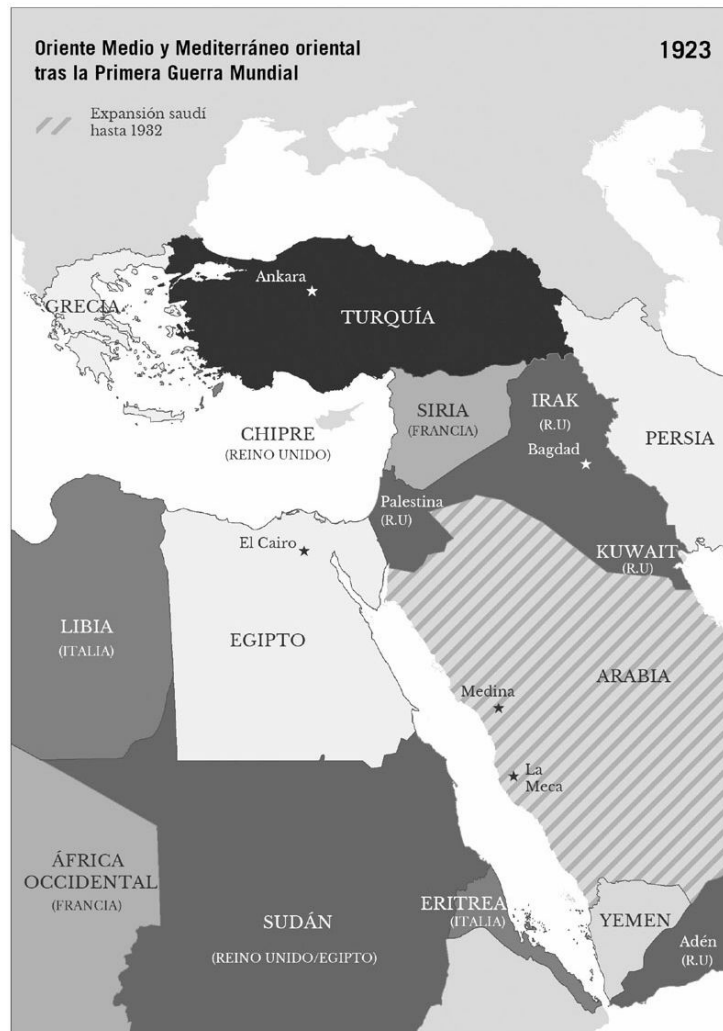 Oriente Medio y Mediterráneo oriental
tras la Primera Guerra Mundial
1923
Expansión saudí
hasta 1932
Ankara
GRECIA
TURQUÍA
SIRIA
(FRANCIA)
IRAK
(R.U)
Bagdad
CHIPRE
(REINO UNIDO)
PERSIA
Palestina
(R.U)
El Cairo
KUWAIT
(R.U)
LIBIA
(ITALIA)
EGIPTO
ARABIA
Medina
La
Meca
ÁFRICA
OCCIDENTAL
(FRANCIA)
SUDÁN
(REINO UNIDO/EGIPTO)
ERITREA
(ITALIA)
YEMEN
Adén
(R.U)